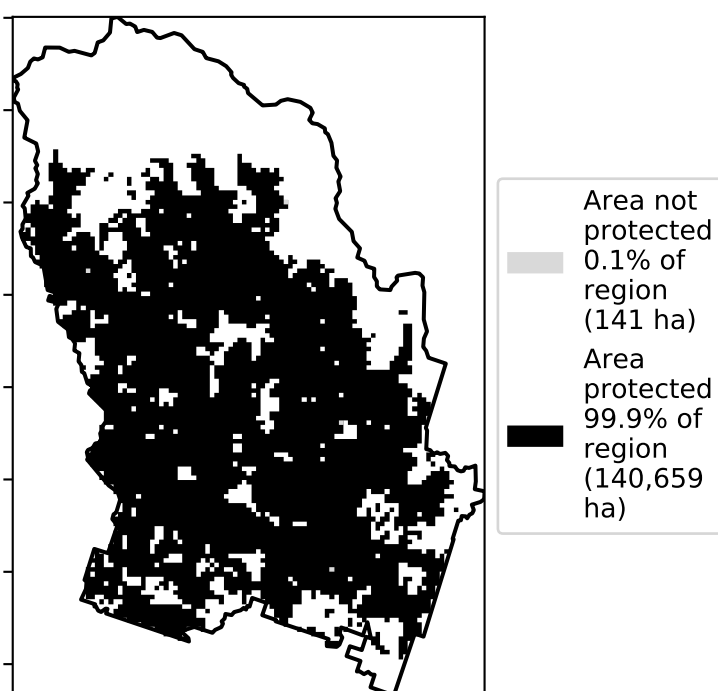 Area not
protected
0.1% of
region
(141 ha)
Area
protected
99.9% of
region
(140,659
ha)